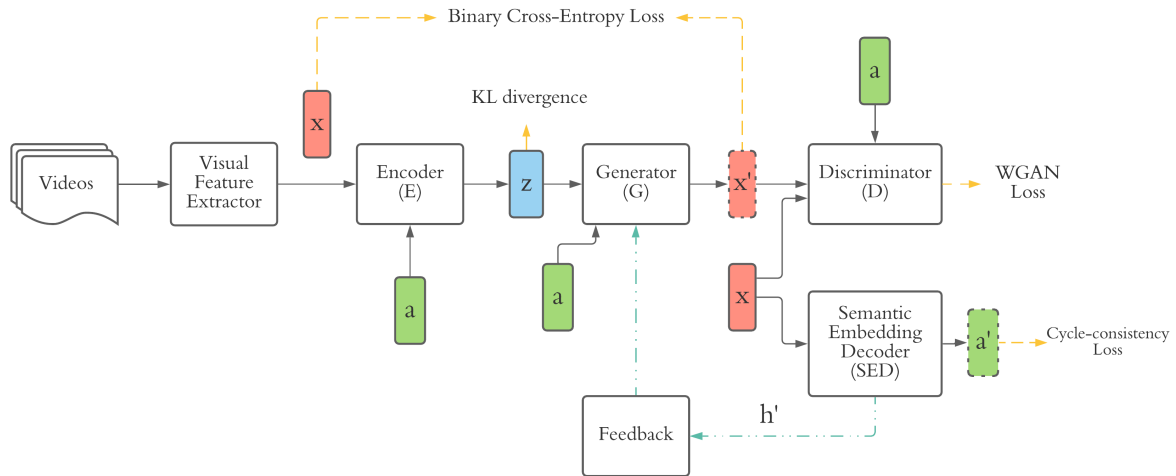 Binary Cross-Entropy Loss
a
KL divergence
x
Videos
Visual
Feature
Extractor
Encoder
(E)
z
Generator
(G)
x'
Discriminator
(D)
WGAN
Loss
a
a
x
Semantic
Embedding
Decoder
(SED)
a'
Cycle-consistency
Loss
h'
Feedback